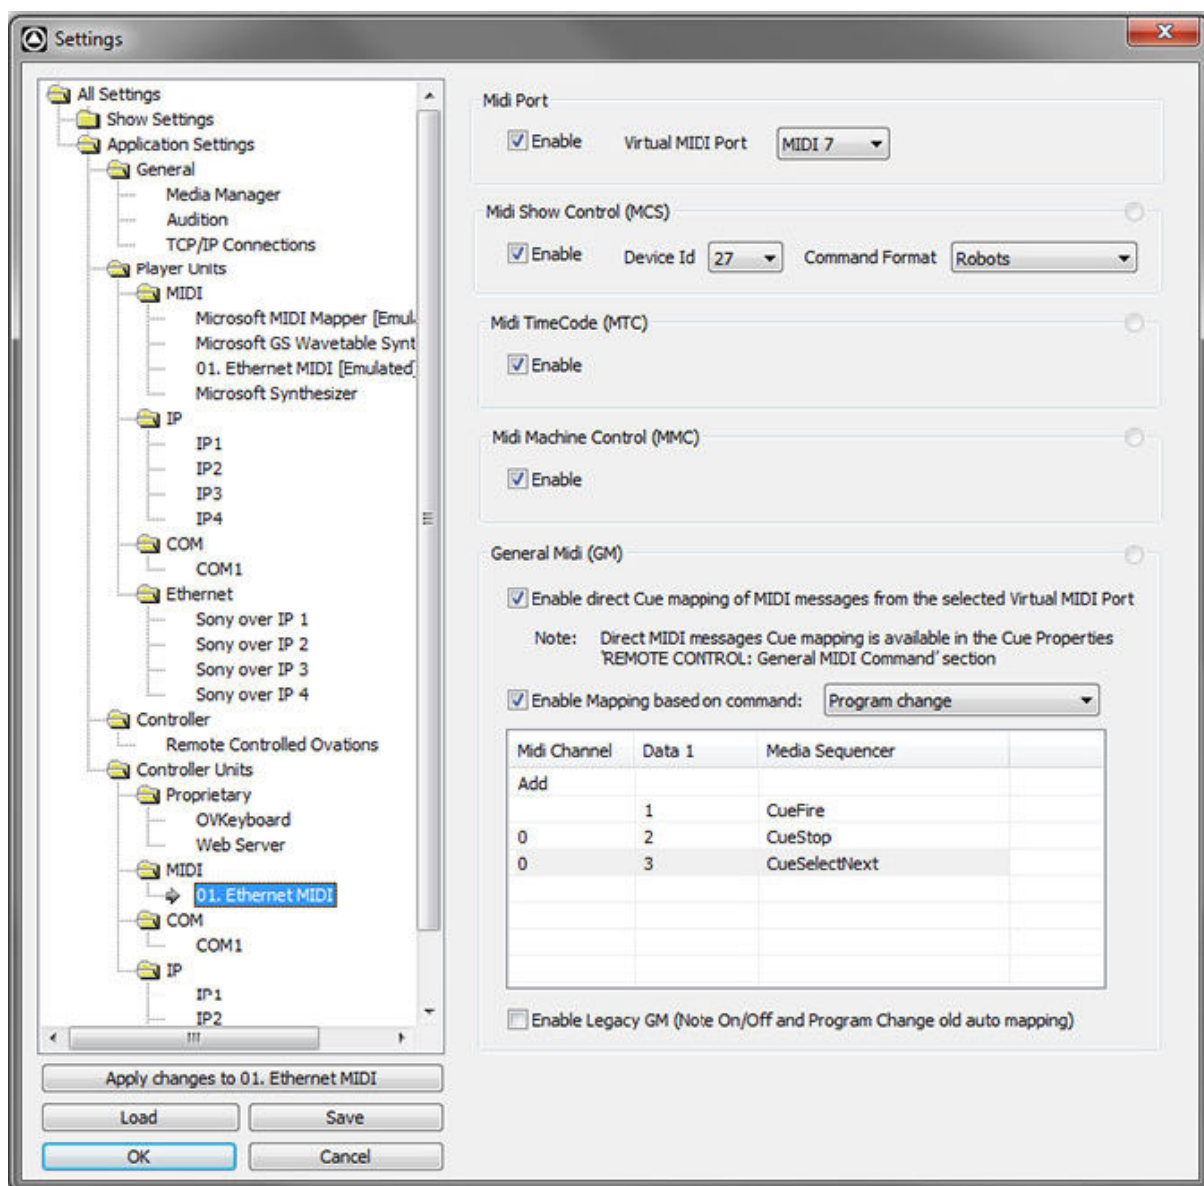 Settings
All Settings
Show Settings
Application Settings
General
Media Manager
Audition
TCP/IP Connections
Player Units
MIDI
Microsoft MIDI Mapper [Emul
Microsoft GS Wavetable Synt
01. Ethernet MIDI [Emulated]
Microsoft Synthesizer
IP
IP1
IP2
IP3
IP4
COM
COM1
Ethernet
Sony over IP 1
Sony over IP 2
Sony over IP 3
Sony over IP 4
Controller
Remote Controlled Ovations
Controller Units
Proprietary
OVKeyboard
Web Server
MIDI
01. Ethernet MIDI
COM
COM1
IP
IP1
IP2
Apply changes to 01. Ethernet MIDI
Load Save
OK Cancel
Midi Port
Enable Virtual MIDI Port MIDI 7
Midi Show Control (MCS)
Enable Device Id 27 Command Format Robots
Midi TimeCode (MTC)
Enable
Midi Machine Control (MMC)
Enable
General Midi (GM)
Enable direct Cue mapping of MIDI messages from the selected Virtual MIDI Port
Note: Direct MIDI messages Cue mapping is available in the Cue Properties
'REMOTE CONTROL: General MIDI Command' section
Enable Mapping based on command: Program change
Midi Channel Data 1 Media Sequencer
Add
1 CueFire
0 2 CueStop
0 3 CueSelectNext
Enable Legacy GM (Note On/Off and Program Change old auto mapping)